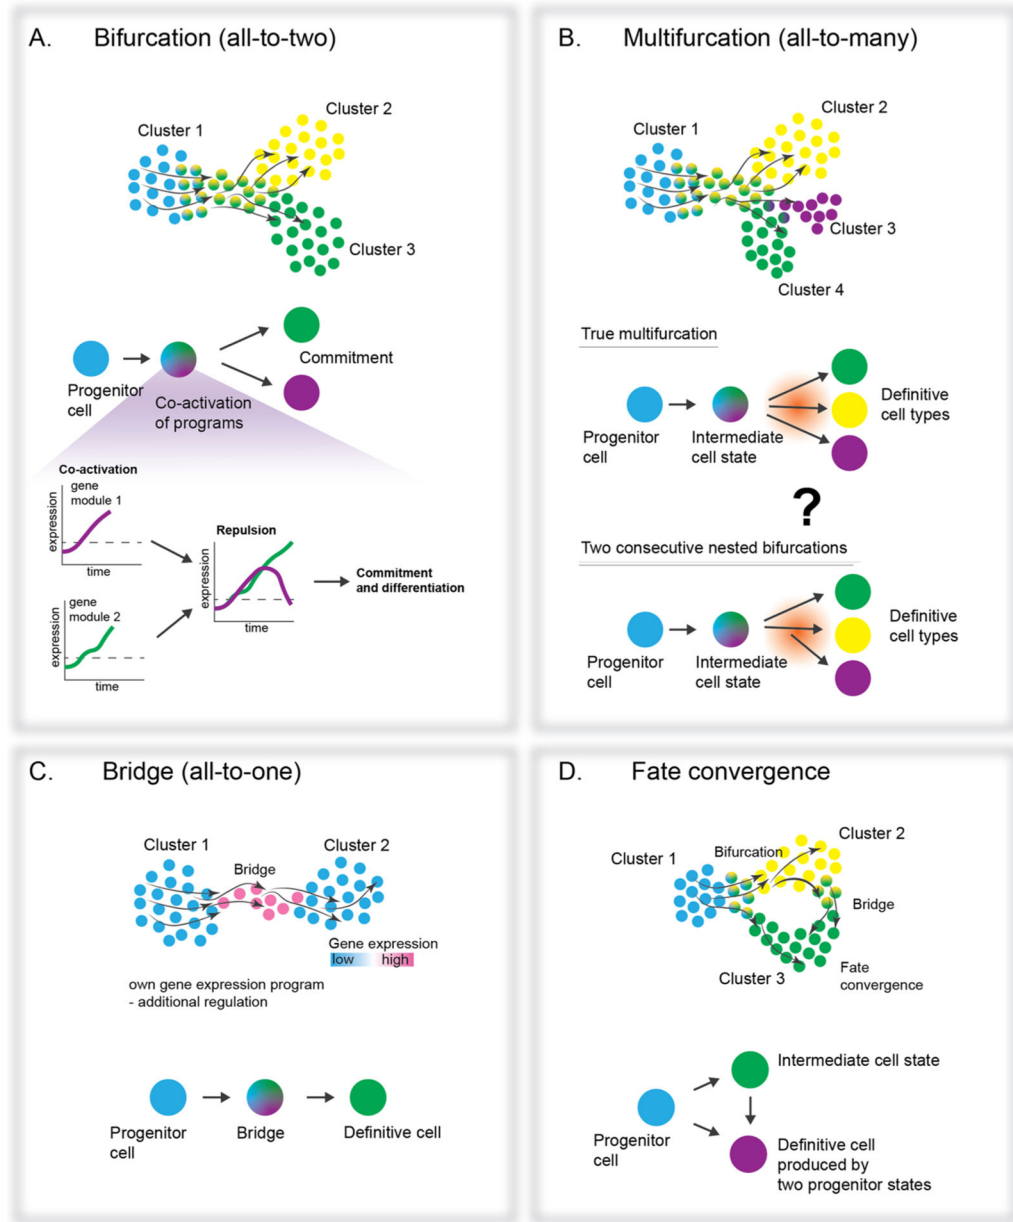 A. Bifurcation (all-to-two)
Cluster 2
Cluster 1
Cluster 3
Commitment
Progenitor
cell
Co-activation
of programs
Co-activation
gene
module 1
expression
time
Repulsion
expression
time
Commitment
and differentiation
gene
module 2
expression
time
B. Multifurcation (all-to-many)
Cluster 2
Cluster 1
Cluster 3
Cluster 4
True multifurcation
Definitive
cell types
Progenitor
cell
Intermediate
cell state
?
Two consecutive nested bifurcations
Definitive
cell types
Progenitor
cell
Intermediate
cell state
C. Bridge (all-to-one)
Cluster 1
Cluster 2
Bridge
Gene expression
low high
own gene expression program
- additional regulation
Progenitor
cell
Bridge
Definitive cell
D. Fate convergence
Cluster 2
Cluster 1
Bifurcation
Bridge
Cluster 3
Fate
convergence
Intermediate cell state
Progenitor
cell
Definitive cell
produced by
two progenitor states